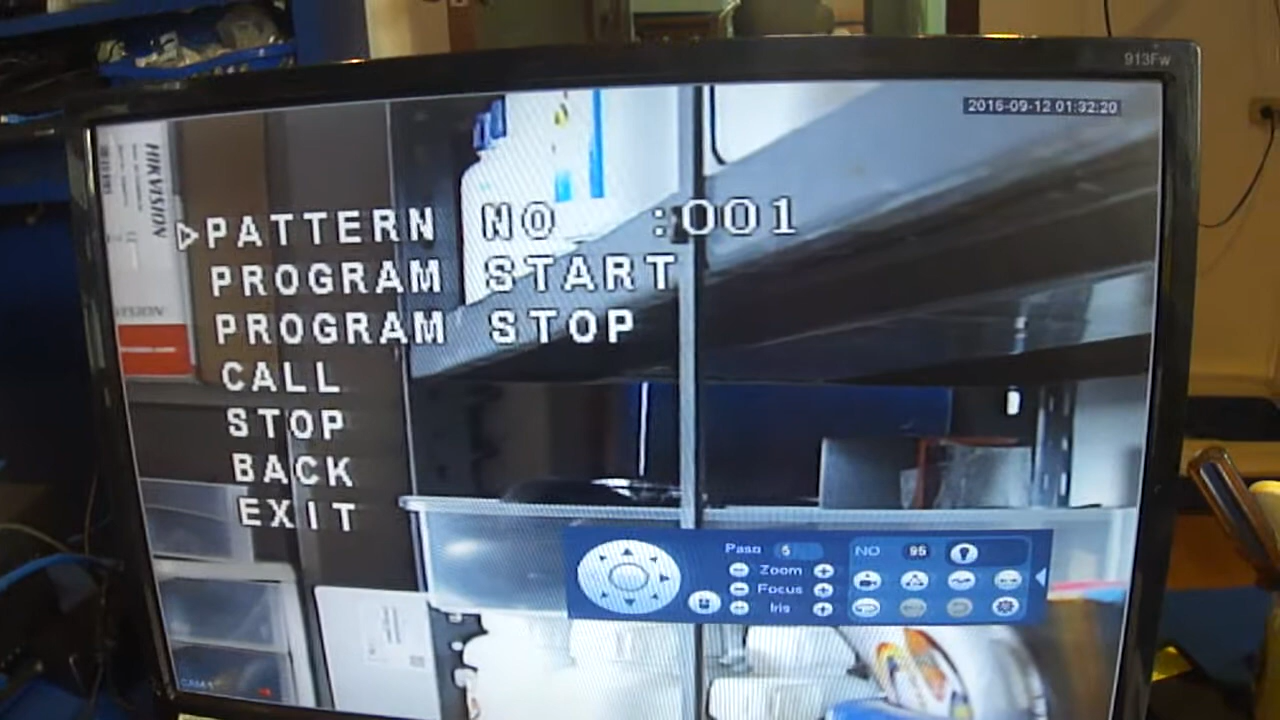 913Fw
2016-09-12 01:32:20
HIKVISION
PATTERN NO :001
PROGRAM START
PROGRAM STOP
CALL
STOP
BACK
EXIT
Paso 5
NO 95
Zoom
Focus
Iris